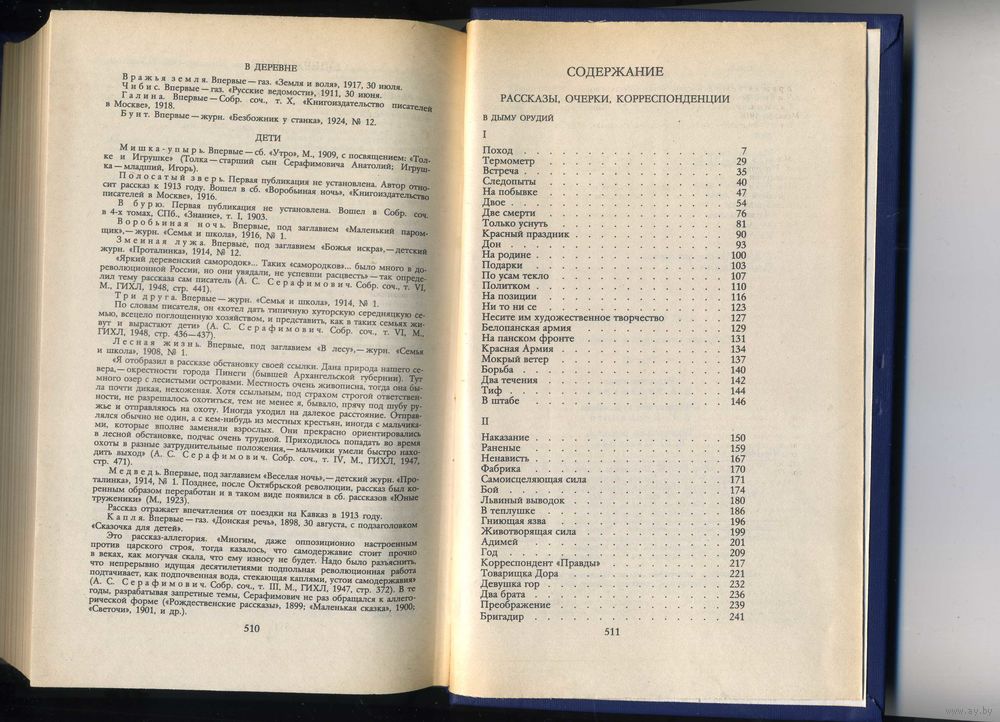 В ДЕРЕВНЕ
Вражья земля. Впервые — газ. «Земля и воля», 1917, 30 июля.
Чибис. Впервые — газ. «Русские ведомости», 1911, 30 июня.
Галина. Впервые — Собр. соч., т. X, «Книгоиздательство писателей
в Москве», 1918.
Бунт. Впервые — журн. «Безбожник у станка», 1924, № 12.
ДЕТИ
Мишка-упырь. Впервые — сб. «Утро», М., 1909, с посвящением: «Тол-
ке и Игрушке» (Толка — старший сын Серафимовича Анатолий; Игруш-
ка — младший, Игорь).
Полосатый зверь. Первая публикация не установлена. Автор отно-
сит рассказ к 1913 году. Вошел в сб. «Воробьиная ночь», «Книгоиздательство
писателей в Москве», 1916.
В бурю. Первая публикация не установлена. Вошел в Собр. соч.
в 4-х томах, СПб., «Знание», т. I, 1903.
Воробьиная ночь. Впервые, под заглавием «Маленький паром-
щик», — журн. «Семья и школа», 1916, № 1.
Змеиная лужа. Впервые, под заглавием «Божья искра», — детский
журн. «Проталинка», 1914, № 12.
«Яркий деревенский самородок»... Таких «самородков»... было много в до-
революционной России, но они увядали, не успевши расцвесть» — так опреде-
лил тему рассказа сам писатель (А. С. Серафимович. Собр. соч., т. VI,
М., ГИХЛ, 1948, стр. 441).
Три друга. Впервые — журн. «Семья и школа», 1914, № 1.
По словам писателя, он «хотел дать типичную хуторскую середняцкую се-
мью, всецело поглощенную хозяйством, и представить, как в таких семьях жи-
вут и вырастают дети» (А. С. Серафимович. Собр. соч., т. VI, М.,
ГИХЛ, 1948, стр. 436—437).
Лесная жизнь. Впервые, под заглавием «В лесу», — журн. «Семья
и школа», 1908, № 1.
«Я отобразил в рассказе обстановку своей ссылки. Дана природа нашего се-
вера, — окрестности города Пинеги (бывшей Архангельской губернии). Тут
много озер с лесистыми островами. Местность очень живописна, тогда она бы-
ла почти дикая, нехоженая. Хотя ссыльным, под страхом строгой ответствен-
ности, не разрешалось охотиться, тем не менее я, бывало, прячу под шубу ру-
жье и отправляюсь на охоту. Иногда уходил на далекое расстояние. Отправ-
лялся обычно не один, а с кем-нибудь из местных крестьян, иногда с мальчика-
ми, которые вполне заменяли взрослых. Они прекрасно ориентировались
в лесной обстановке, подчас очень трудной. Приходилось попадать во время
охоты в разные затруднительные положения, — мальчики умели быстро нахо-
дить выход» (А. С. Серафимович. Собр. соч., т. IV, М., ГИХЛ, 1947,
стр. 471).
Медведь. Впервые, под заглавием «Веселая ночь», — детский журн. «Про-
талинка», 1914, № 1. Позднее, после Октябрьской революции, рассказ был ко-
ренным образом переработан и в таком виде появился в сб. рассказов «Юные
труженики» (М., 1923).
Рассказ отражает впечатления от поездки на Кавказ в 1913 году.
Капля. Впервые — газ. «Донская речь», 1898, 30 августа, с подзаголовком
«Сказочка для детей».
Это рассказ-аллегория. «Многим, даже оппозиционно настроенным
против царского строя, тогда казалось, что самодержавие стоит прочно
в веках, как могучая скала, что ему износу не будет. Надо было разъяснить,
что непрерывно идущая десятилетиями подпольная революционная работа
подтачивает, как подпочвенная вода, стекающая каплями, устои самодержавия»
(А. С. Серафимович. Собр. соч., т. III, М., ГИХЛ, 1947, стр. 372). В те
годы, разрабатывая запретные темы, Серафимович не раз обращался к аллего-
рической форме («Рождественские рассказы», 1899; «Маленькая сказка», 1900;
«Светочи», 1901, и др.).
510
СОДЕРЖАНИЕ
РАССКАЗЫ, ОЧЕРКИ, КОРРЕСПОНДЕНЦИИ
В ДЫМУ ОРУДИЙ
I
Поход 7
Термометр 29
Встреча 35
Следопыты 40
На побывке 47
Двое 54
Две смерти 76
Только уснуть 81
Красный праздник 90
Дон 93
На родине 100
Подарки 103
По усам текло 107
Политком 110
На позиции 116
Ни то ни се 123
Несите им художественное творчество 127
Белопанская армия 129
На панском фронте 131
Красная Армия 134
Мокрый ветер 137
Борьба 140
Два течения 142
Тиф 144
В штабе 146
II
Наказание 150
Раненые 159
Ненависть 167
Фабрика 170
Самоисцеляющая сила 171
Бой 174
Львиный выводок 180
В теплушке 186
Гниющая язва 196
Животворящая сила 199
Адимей 201
Год 209
Корреспондент «Правды» 217
Товарищка Дора 221
Девушка гор 232
Два брата 236
Преображение 239
Бригадир 241
511
www.ay.by